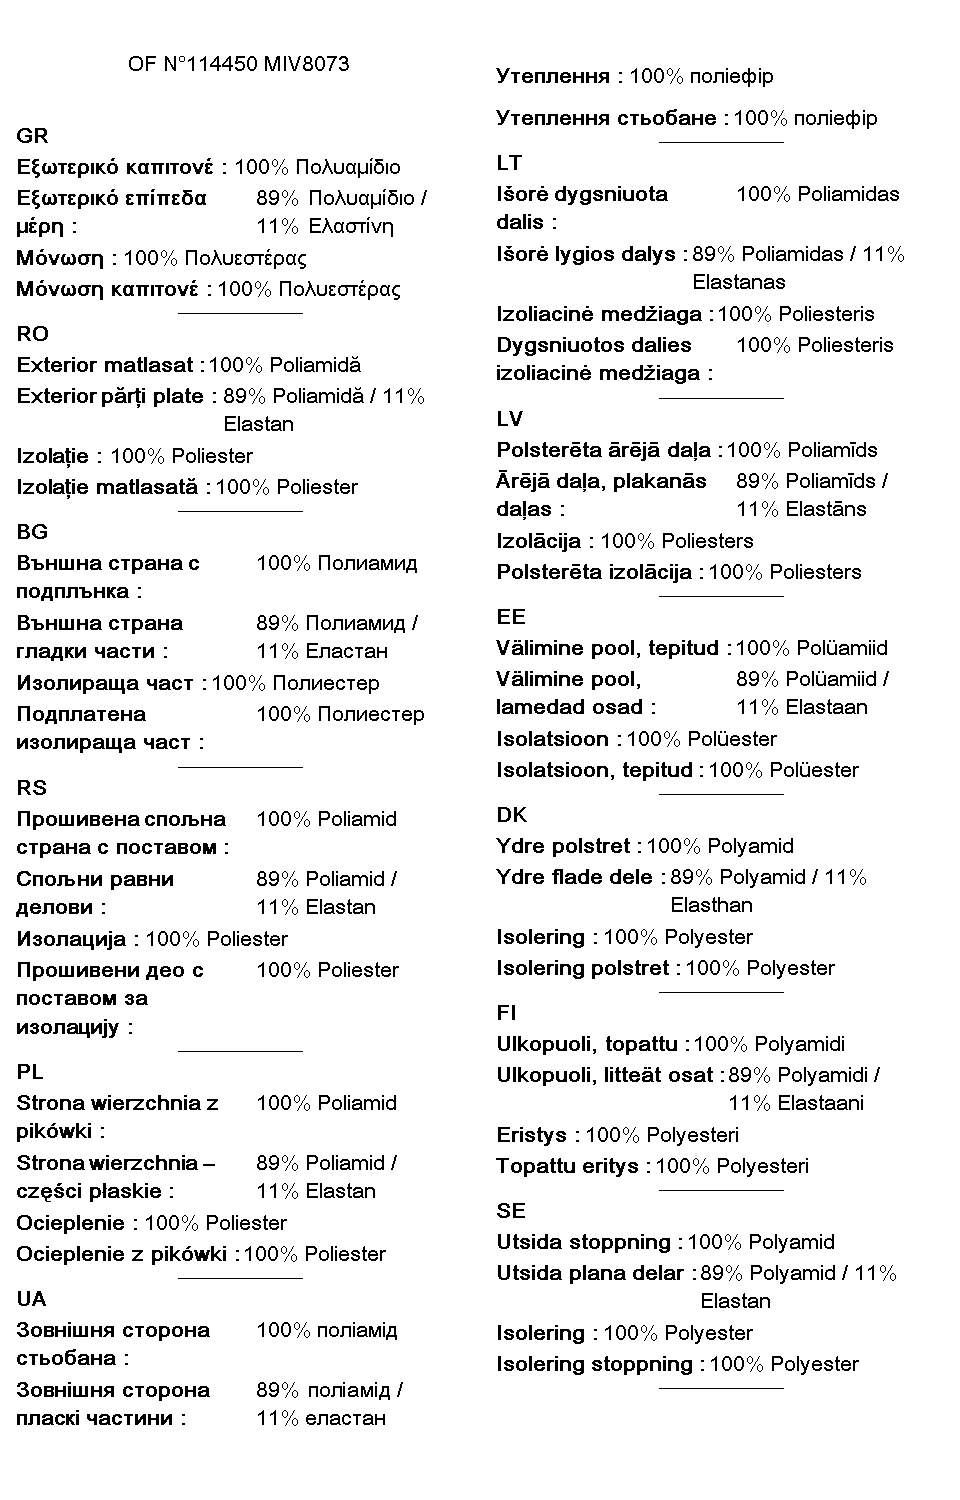 OF N°114450 MIV8073
GR
Εξωτερικό καπιτονέ : 100% Πολυαμίδιο
Εξωτερικό επίπεδα 89% Πολυαμίδιο /
μέρη : 11% Ελαστίνη
Μόνωση : 100% Πολυεστέρας
Μόνωση καπιτονέ : 100% Πολυεστέρας
RO
Exterior matlasat : 100% Poliamidă
Exterior părți plate : 89% Poliamidă / 11%
Elastan
Izolație : 100% Poliester
Izolație matlasată : 100% Poliester
BG
Външна страна с 100% Полиамид
подплънка :
Външна страна 89% Полиамид /
гладки части : 11% Еластан
Изолираща част : 100% Полиестер
Подплатена 100% Полиестер
изолираща част :
RS
Прошивена спољна 100% Poliamid
страна с поставом :
Спољни равни 89% Poliamid /
делови : 11% Elastan
Изолација : 100% Poliester
Прошивени део с 100% Poliester
поставом за
изолацију :
PL
Strona wierzchnia z 100% Poliamid
pikówki :
Strona wierzchnia – 89% Poliamid /
części płaskie : 11% Elastan
Ocieplenie : 100% Poliester
Ocieplenie z pikówki : 100% Poliester
UA
Зовнішня сторона 100% поліамід
стьобана :
Зовнішня сторона 89% поліамід /
пласкі частини : 11% еластан
Утеплення : 100% поліефір
Утеплення стьобане : 100% поліефір
LT
Išorė dygsniuota 100% Poliamidas
dalis :
Išorė lygios dalys : 89% Poliamidas / 11%
Elastanas
Izoliacinė medžiaga : 100% Poliesteris
Dygsniuotos dalies 100% Poliesteris
izoliacinė medžiaga :
LV
Polsterēta ārējā daļa : 100% Poliamīds
Ārējā daļa, plakanās 89% Poliamīds /
daļas : 11% Elastāns
Izolācija : 100% Poliesters
Polsterēta izolācija : 100% Poliesters
EE
Välimine pool, tepitud : 100% Polüamiid
Välimine pool, 89% Polüamiid /
lamedad osad : 11% Elastaan
Isolatsioon : 100% Polüester
Isolatsioon, tepitud : 100% Polüester
DK
Ydre polstret : 100% Polyamid
Ydre flade dele : 89% Polyamid / 11%
Elasthan
Isolering : 100% Polyester
Isolering polstret : 100% Polyester
FI
Ulkopuoli, topattu : 100% Polyamidi
Ulkopuoli, litteät osat : 89% Polyamidi /
11% Elastaani
Eristys : 100% Polyesteri
Topattu eritys : 100% Polyesteri
SE
Utsida stoppning : 100% Polyamid
Utsida plana delar : 89% Polyamid / 11%
Elastan
Isolering : 100% Polyester
Isolering stoppning : 100% Polyester